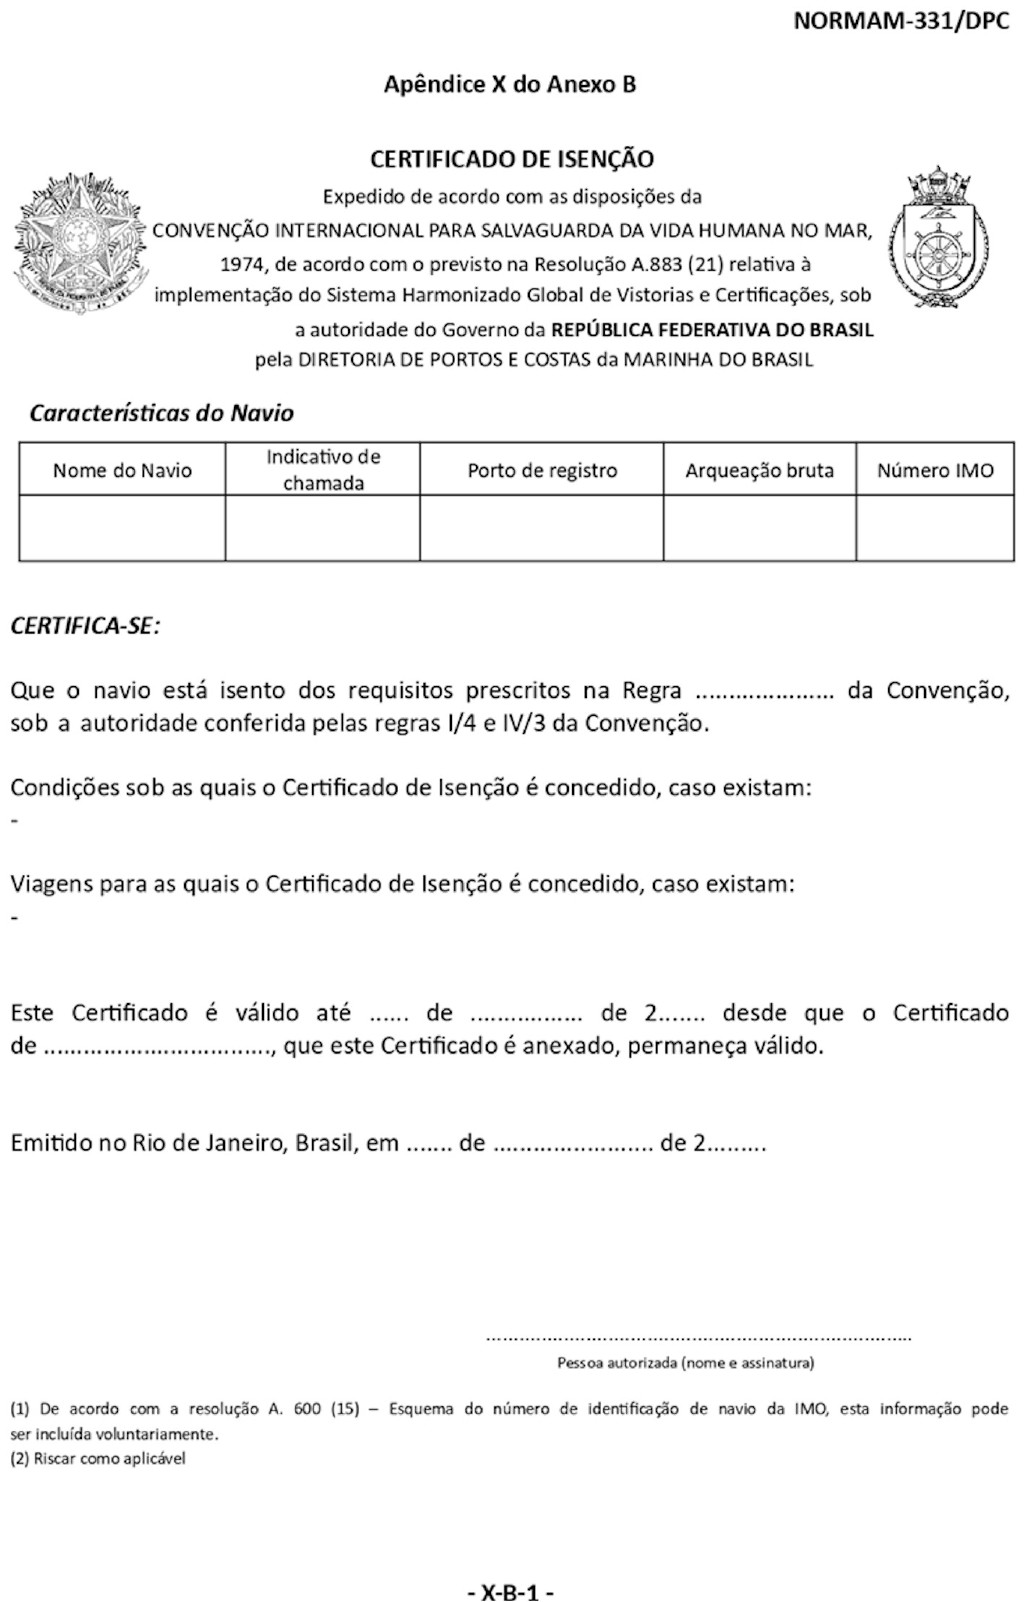 NORMAM-331/DPC
Apêndice X do Anexo B
CERTIFICADO DE ISENÇÃO
Expedido de acordo com as disposições da
CONVENÇÃO INTERNACIONAL PARA SALVAGUARDA DA VIDA HUMANA NO MAR,
1974, de acordo com o previsto na Resolução A.883 (21) relativa à
implementação do Sistema Harmonizado Global de Vistorias e Certificações, sob
a autoridade do Governo da REPÚBLICA FEDERATIVA DO BRASIL
pela DIRETORIA DE PORTOS E COSTAS da MARINHA DO BRASIL
Características do Navio
Nome do Navio
Indicativo de
chamada
Porto de registro
Arqueação bruta
Número IMO
CERTIFICA-SE:
Que o navio está isento dos requisitos prescritos na Regra ..................... da Convenção,
sob a autoridade conferida pelas regras I/4 e IV/3 da Convenção.
Condições sob as quais o Certificado de Isenção é concedido, caso existam:
-
Viagens para as quais o Certificado de Isenção é concedido, caso existam:
-
Este Certificado é válido até ...... de ................. de 2....... desde que o Certificado
de .................................., que este Certificado é anexado, permaneça válido.
Emitido no Rio de Janeiro, Brasil, em ....... de ........................ de 2.........
.............................................................................
Pessoa autorizada (nome e assinatura)
(1) De acordo com a resolução A. 600 (15) – Esquema do número de identificação de navio da IMO, esta informação pode
ser incluída voluntariamente.
(2) Riscar como aplicável
- X-B-1 -